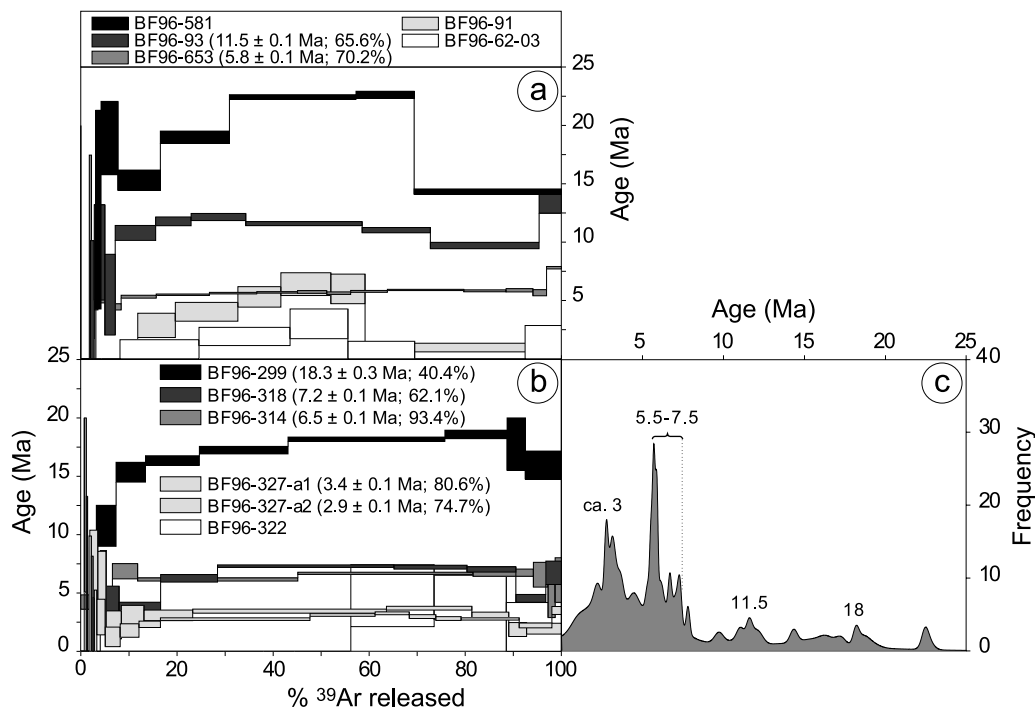 BF96-581
BF96-93 (11.5 ± 0.1 Ma; 65.6%)
BF96-653 (5.8 ± 0.1 Ma; 70.2%)
BF96-91
BF96-62-03
a
25
20
15
10
5
Age (Ma)
25
20
15
10
5
0
Age (Ma)
BF96-299 (18.3 ± 0.3 Ma; 40.4%)
BF96-318 (7.2 ± 0.1 Ma; 62.1%)
BF96-314 (6.5 ± 0.1 Ma; 93.4%)
BF96-327-a1 (3.4 ± 0.1 Ma; 80.6%)
BF96-327-a2 (2.9 ± 0.1 Ma; 74.7%)
BF96-322
b
0 20 40 60 80 100
% ³⁹Ar released
Age (Ma)
5 10 15 20 25
c
40
30
20
10
0
Frequency
5.5-7.5
ca. 3
11.5
18